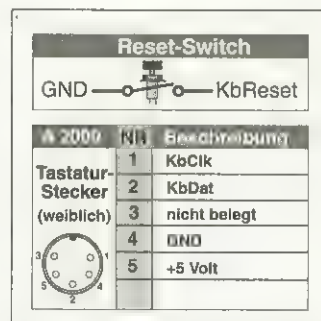 Reset-Switch
GND KbReset
A 2000 NR Beschreibung
Tastatur-Stecker (weiblich)
1 KbClk
2 KbDat
3 nicht belegt
4 GND
5 +5 Volt
3 1
5 4
2